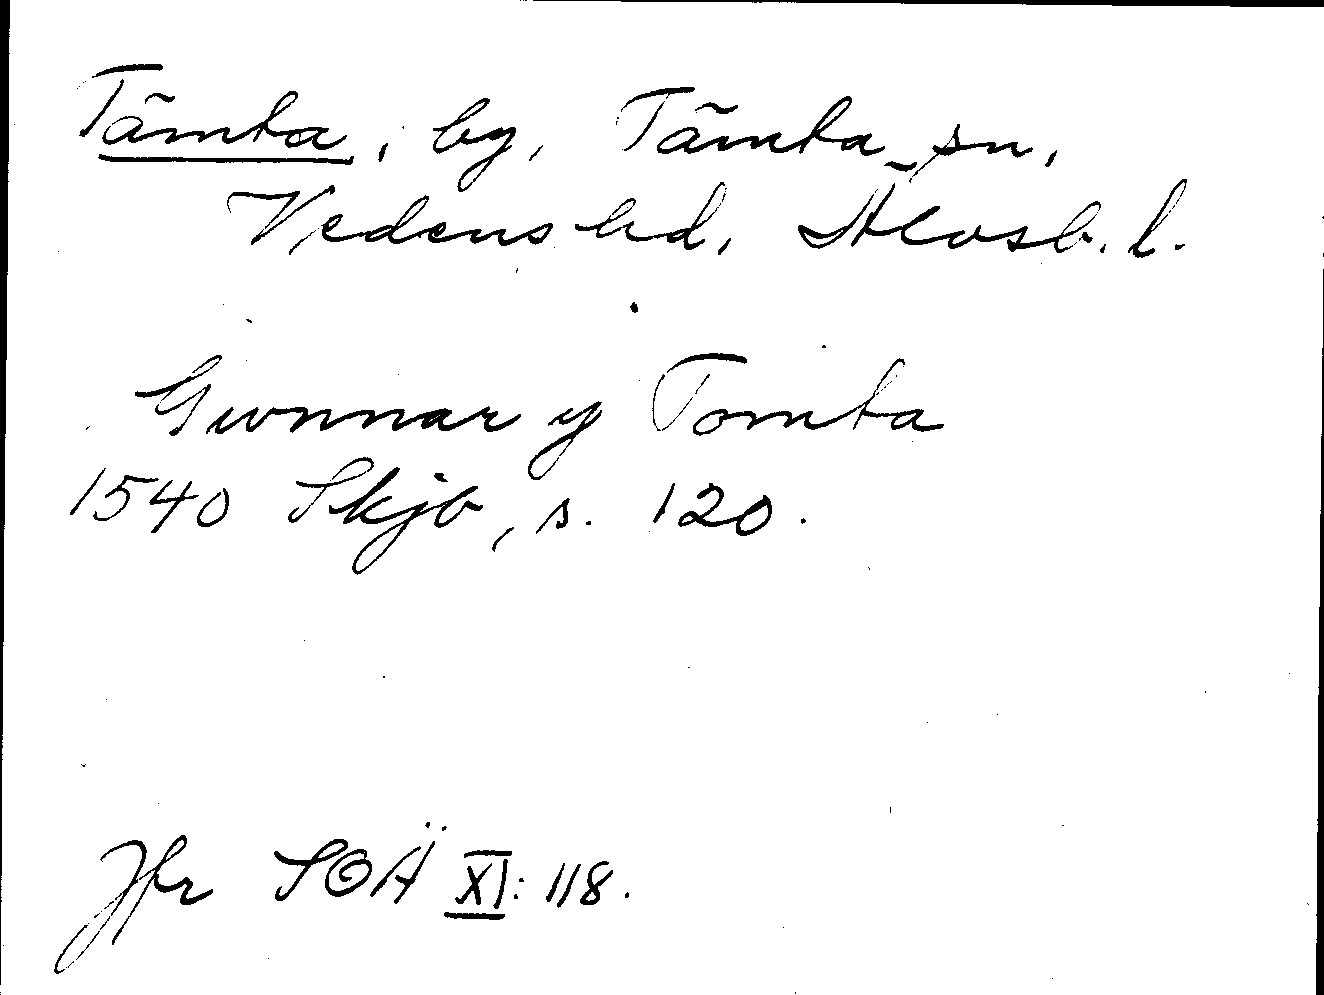 Tämta, by, Tämta sn,
Vedens hd, Älvsb. l.
Gunnar y Tomta
1540 Skjb, s. 120.
Jfr SOÄ XI: 118.